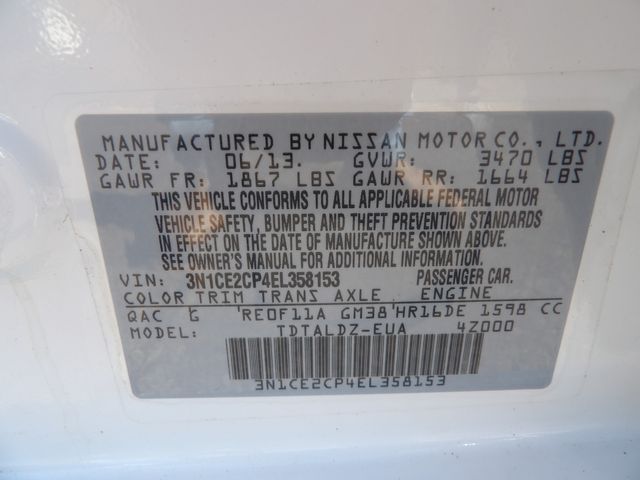 MANUFACTURED BY NISSAN MOTOR CO., LTD.
DATE: 06/13. GVWR: 3470 LBS
GAWR FR: 1867 LBS GAWR RR: 1664 LBS
THIS VEHICLE CONFORMS TO ALL APPLICABLE FEDERAL MOTOR
VEHICLE SAFETY, BUMPER AND THEFT PREVENTION STANDARDS
IN EFFECT ON THE DATE OF MANUFACTURE SHOWN ABOVE.
SEE OWNER'S MANUAL FOR ADDITIONAL INFORMATION.
VIN: 3N1CE2CP4EL358153 PASSENGER CAR.
COLOR TRIM TRANS AXLE ENGINE
QAC G 'RE0F11A GM38'HR16DE 1598 CC
MODEL: TDTALDZ-EUA 4Z000
3N1CE2CP4EL358153